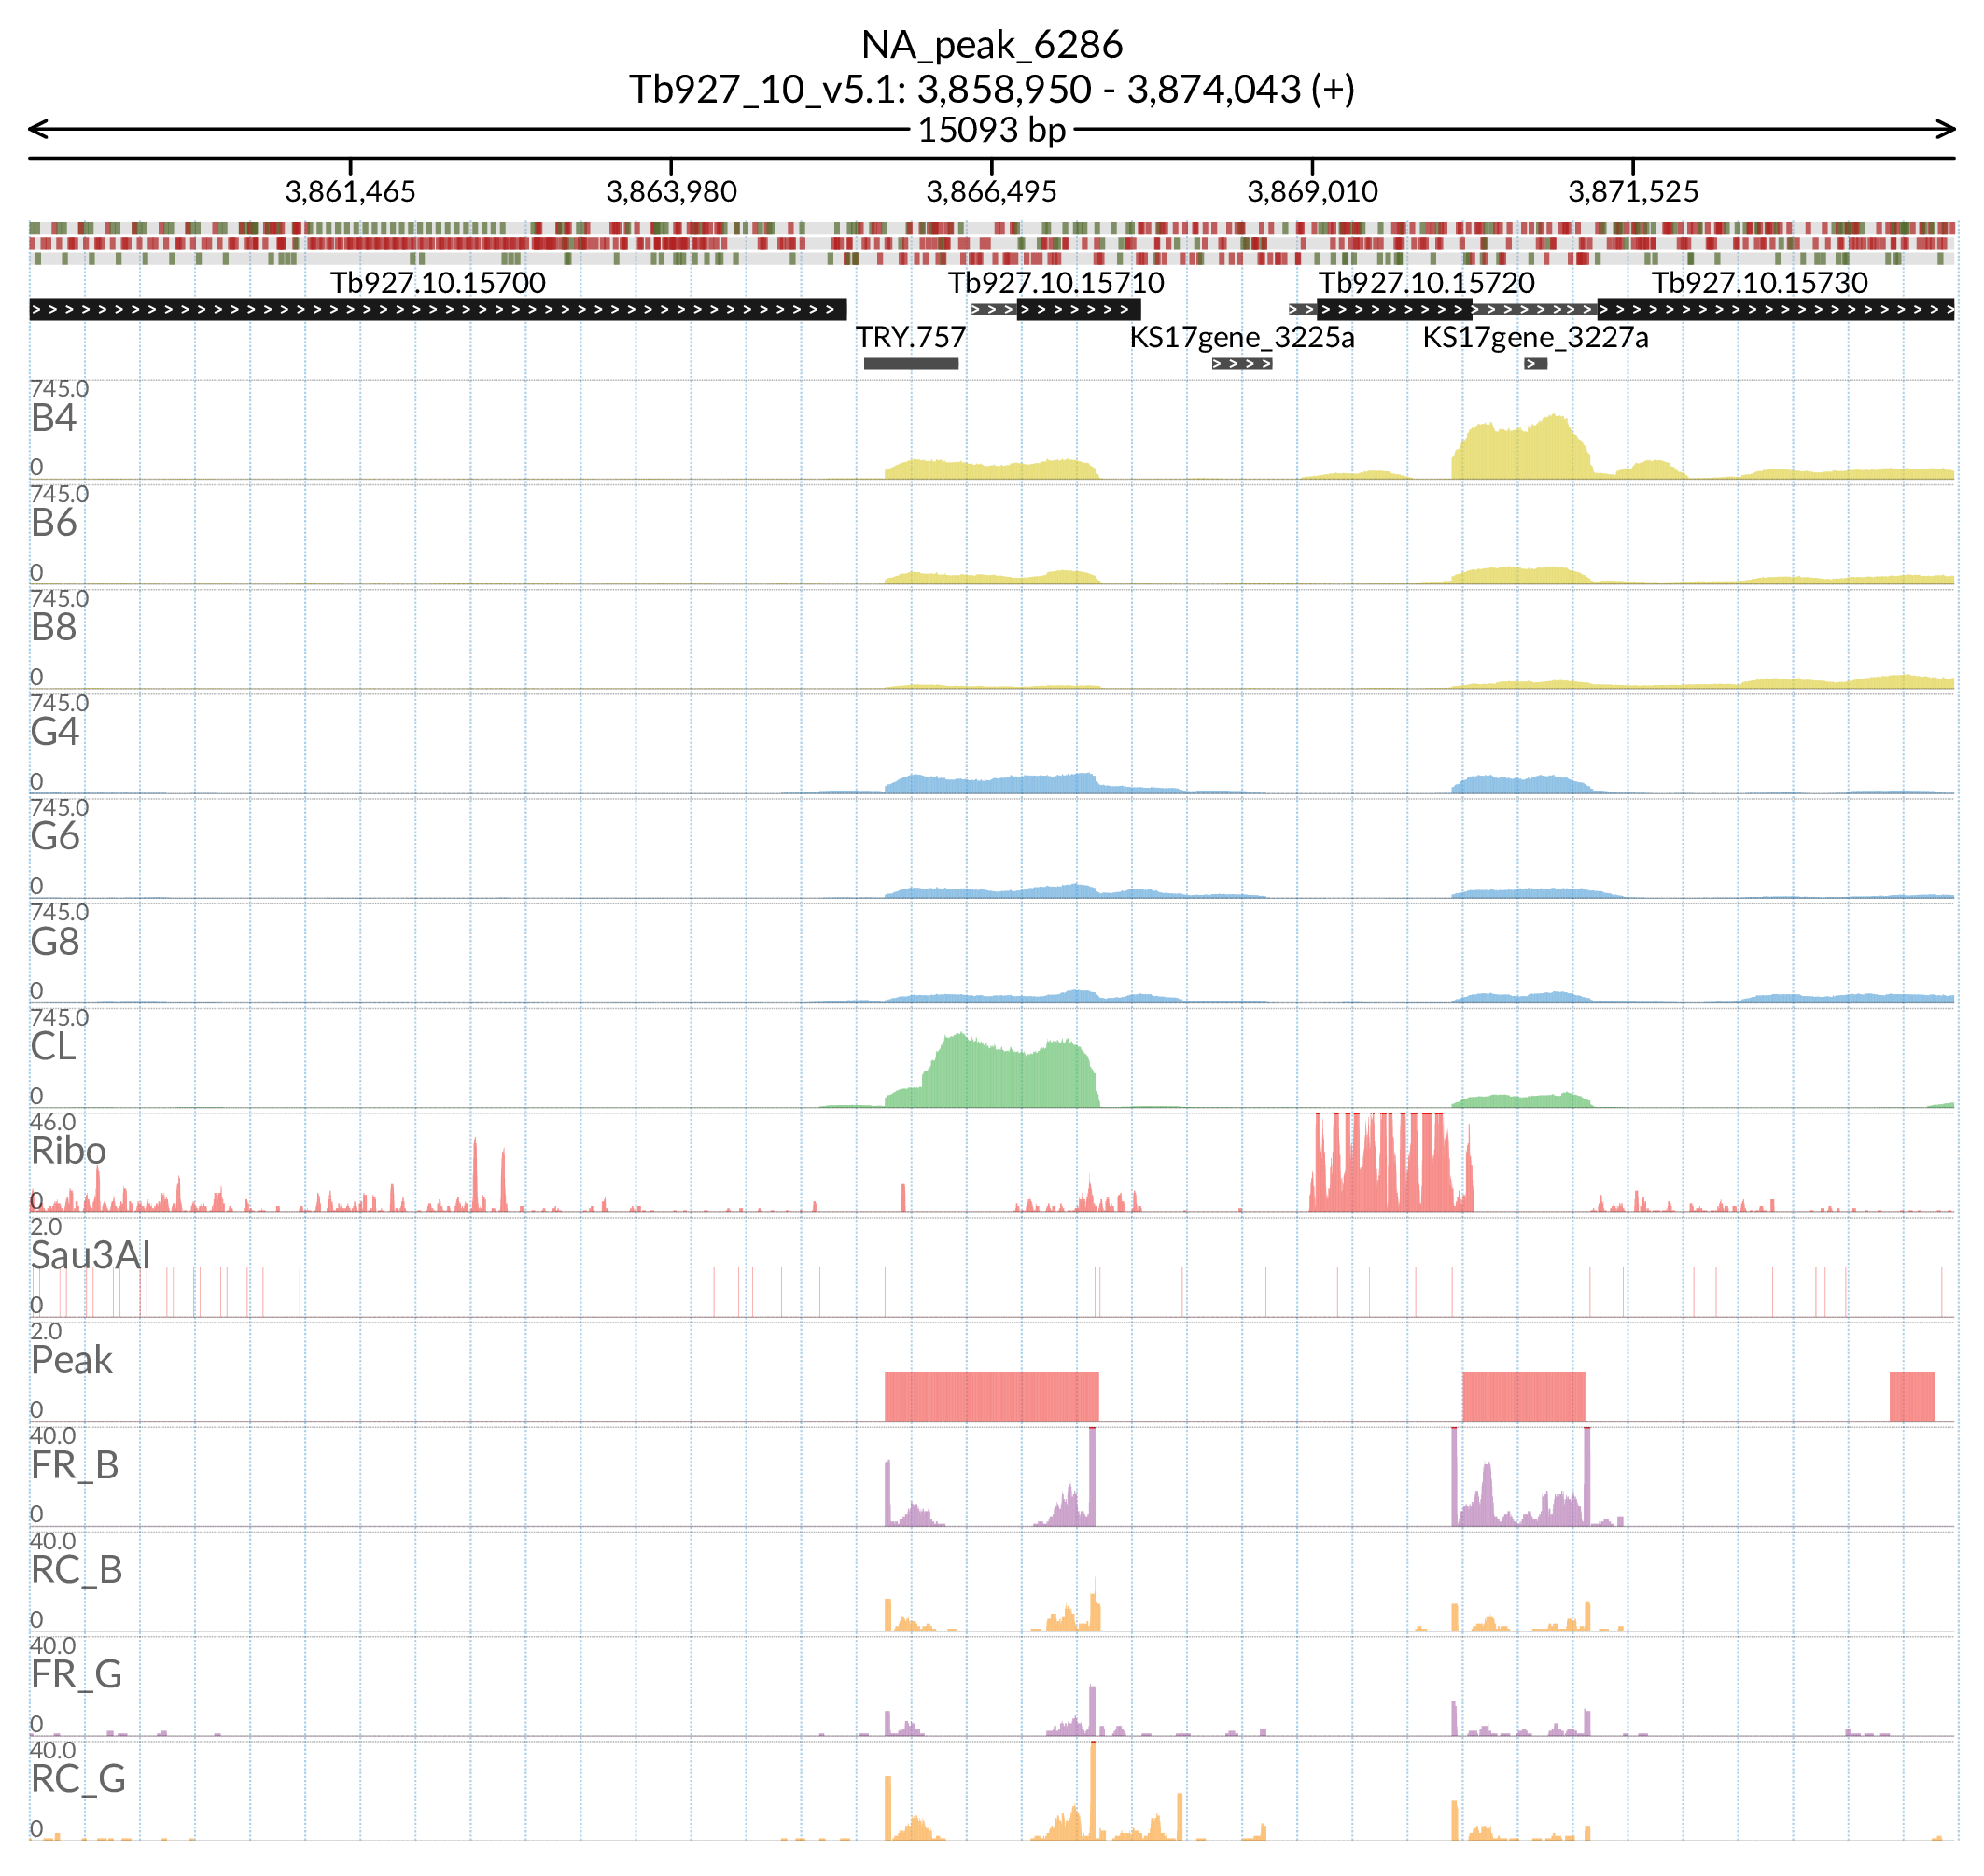 NA_peak_6286
Tb927_10_v5.1: 3,858,950 - 3,874,043 (+)
15093 bp
3,861,465 3,863,980 3,866,495 3,869,010 3,871,525
Tb927.10.15700 Tb927.10.15710 Tb927.10.15720 Tb927.10.15730
TRY.757 KS17gene_3225a KS17gene_3227a
745.0
B4
0
745.0
B6
0
745.0
B8
0
745.0
G4
0
745.0
G6
0
745.0
G8
0
745.0
CL
0
46.0
Ribo
0
2.0
Sau3AI
0
2.0
Peak
0
40.0
FR_B
0
40.0
RC_B
0
40.0
FR_G
0
40.0
RC_G
0